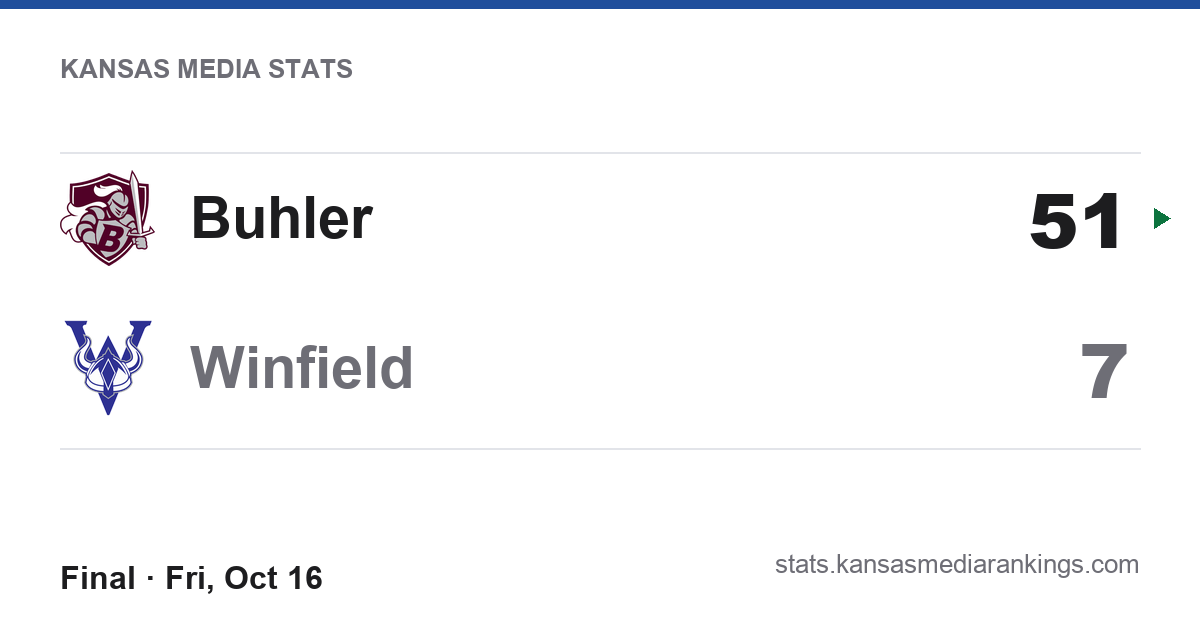 KANSAS MEDIA STATS
B
Buhler 51
Winfield 7
Final · Fri, Oct 16
stats.kansasmediarankings.com